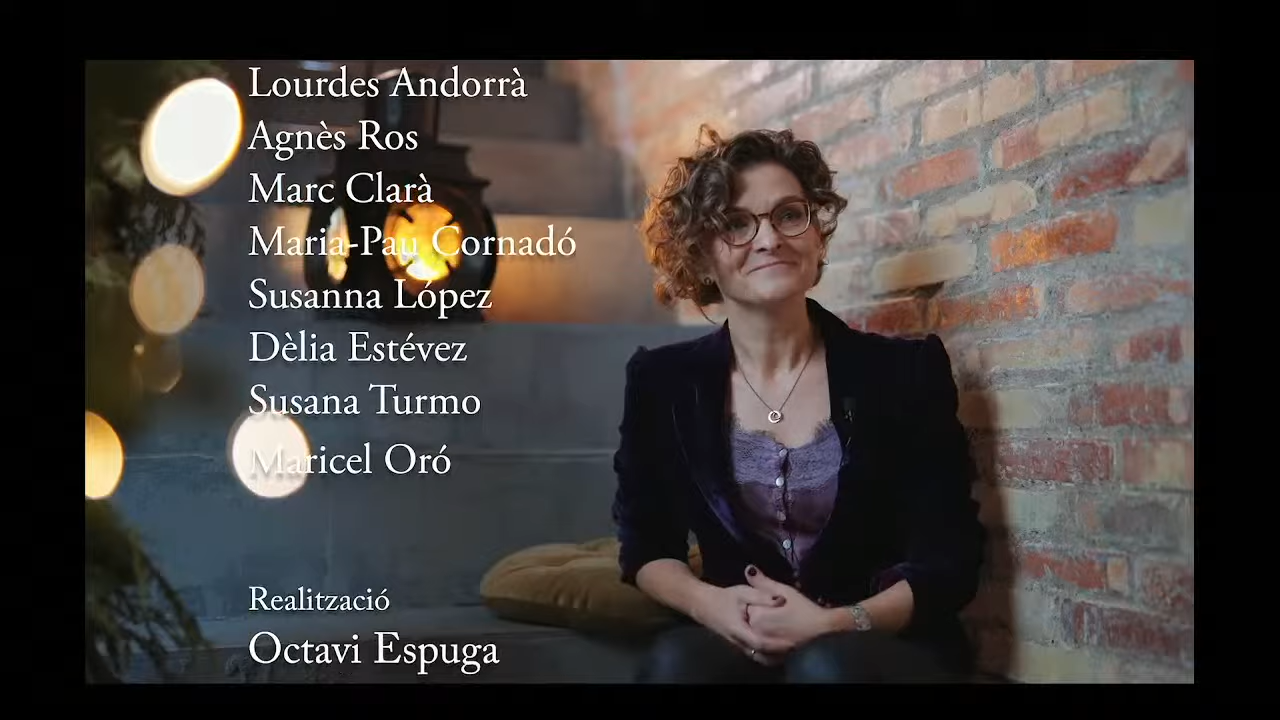 Lourdes Andorrà
Agnès Ros
Marc Clarà
Maria-Pau Cornadó
Susanna López
Dèlia Estévez
Susana Turmo
Maricel Oró
Realització
Octavi Espuga